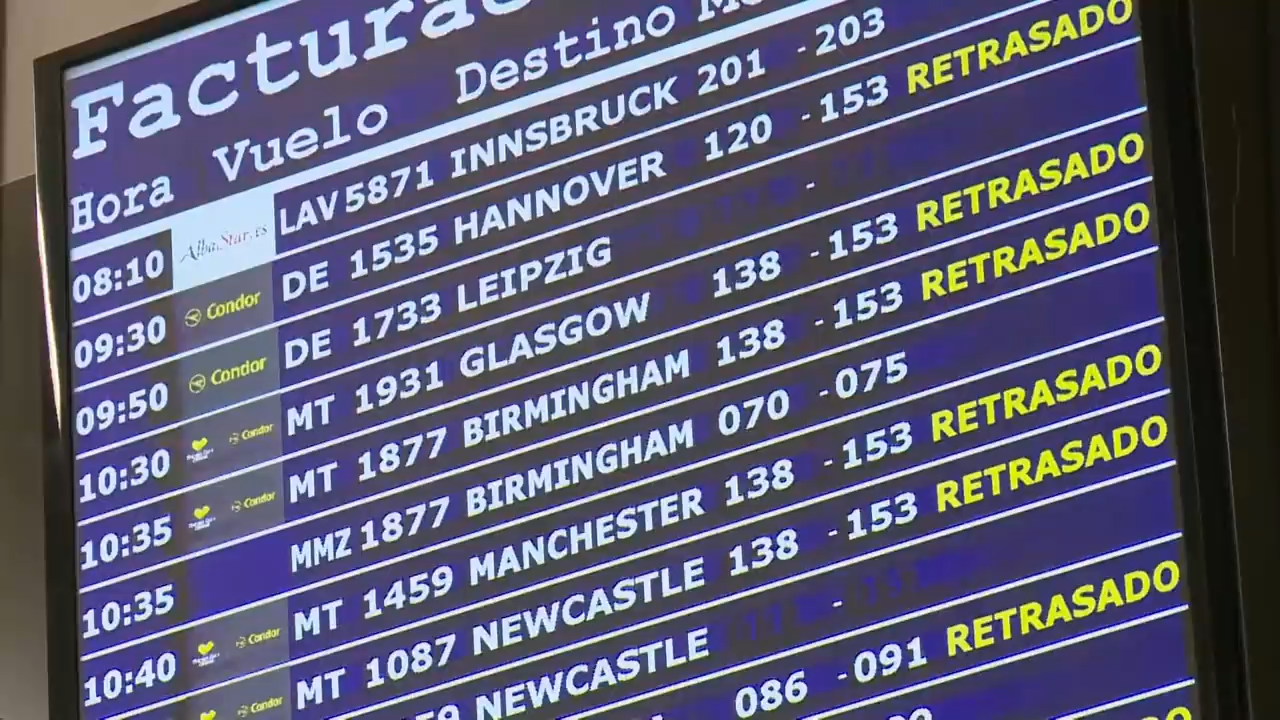 Factura
Hora Vuelo Destino
08:10 AlbaStar.es LAV5871 INNSBRUCK 201 - 203
09:30 Condor DE 1535 HANNOVER 120 - 153 RETRASADO
09:50 Condor DE 1733 LEIPZIG -
10:30 Condor MT 1931 GLASGOW 138 - 153 RETRASADO
10:35 Condor MT 1877 BIRMINGHAM 138 - 153 RETRASADO
10:35 MMZ 1877 BIRMINGHAM 070 - 075
10:40 Condor MT 1459 MANCHESTER 138 - 153 RETRASADO
Condor MT 1087 NEWCASTLE 138 - 153 RETRASADO
59 NEWCASTLE -
086 - 091 RETRASADO